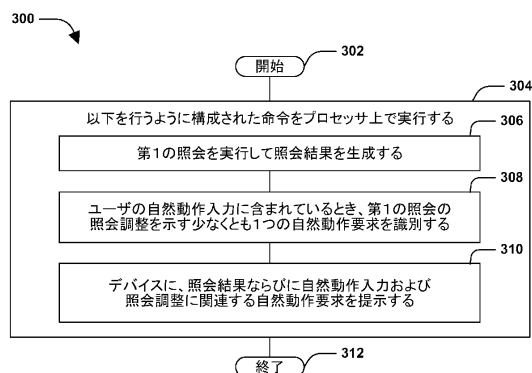 300
302
開始
304
以下を行うように構成された命令をプロセッサ上で実行する
306
第1の照会を実行して照会結果を生成する
308
ユーザの自然動作入力に含まれているとき、第1の照会の
照会調整を示す少なくとも1つの自然動作要求を識別する
310
デバイスに、照会結果ならびに自然動作入力および
照会調整に関連する自然動作要求を提示する
312
終了